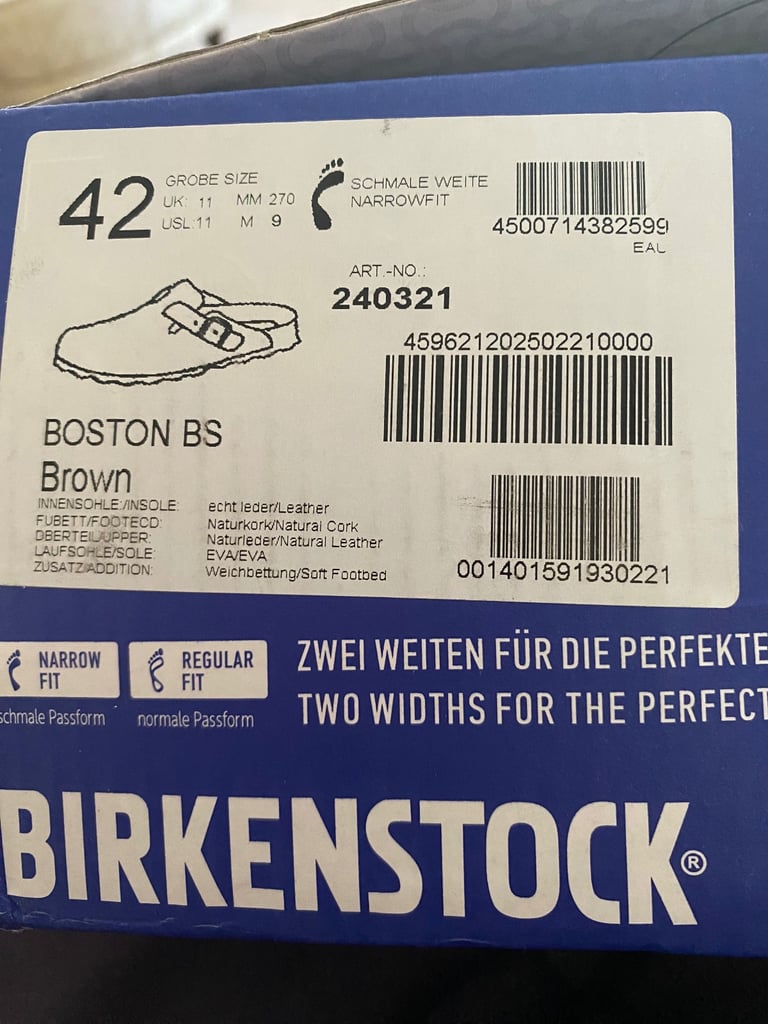 42
GROBE SIZE
UK: 11 MM 270
USL:11 M 9
SCHMALE WEITE
NARROWFIT
4500714382599
EAL
ART.-NO.:
240321
459621202502210000
BOSTON BS
Brown
INNENSOHLE:/INSOLE: echt leder/Leather
FUBETT/FOOTECD: Naturkork/Natural Cork
DBERTEIL/UPPER: Naturleder/Natural Leather
LAUFSOHLE/SOLE: EVA/EVA
ZUSATZ/ADDITION: Weichbettung/Soft Footbed
001401591930221
NARROW
FIT
schmale Passform
REGULAR
FIT
normale Passform
ZWEI WEITEN FÜR DIE PERFEKTE
TWO WIDTHS FOR THE PERFECT
BIRKENSTOCK®